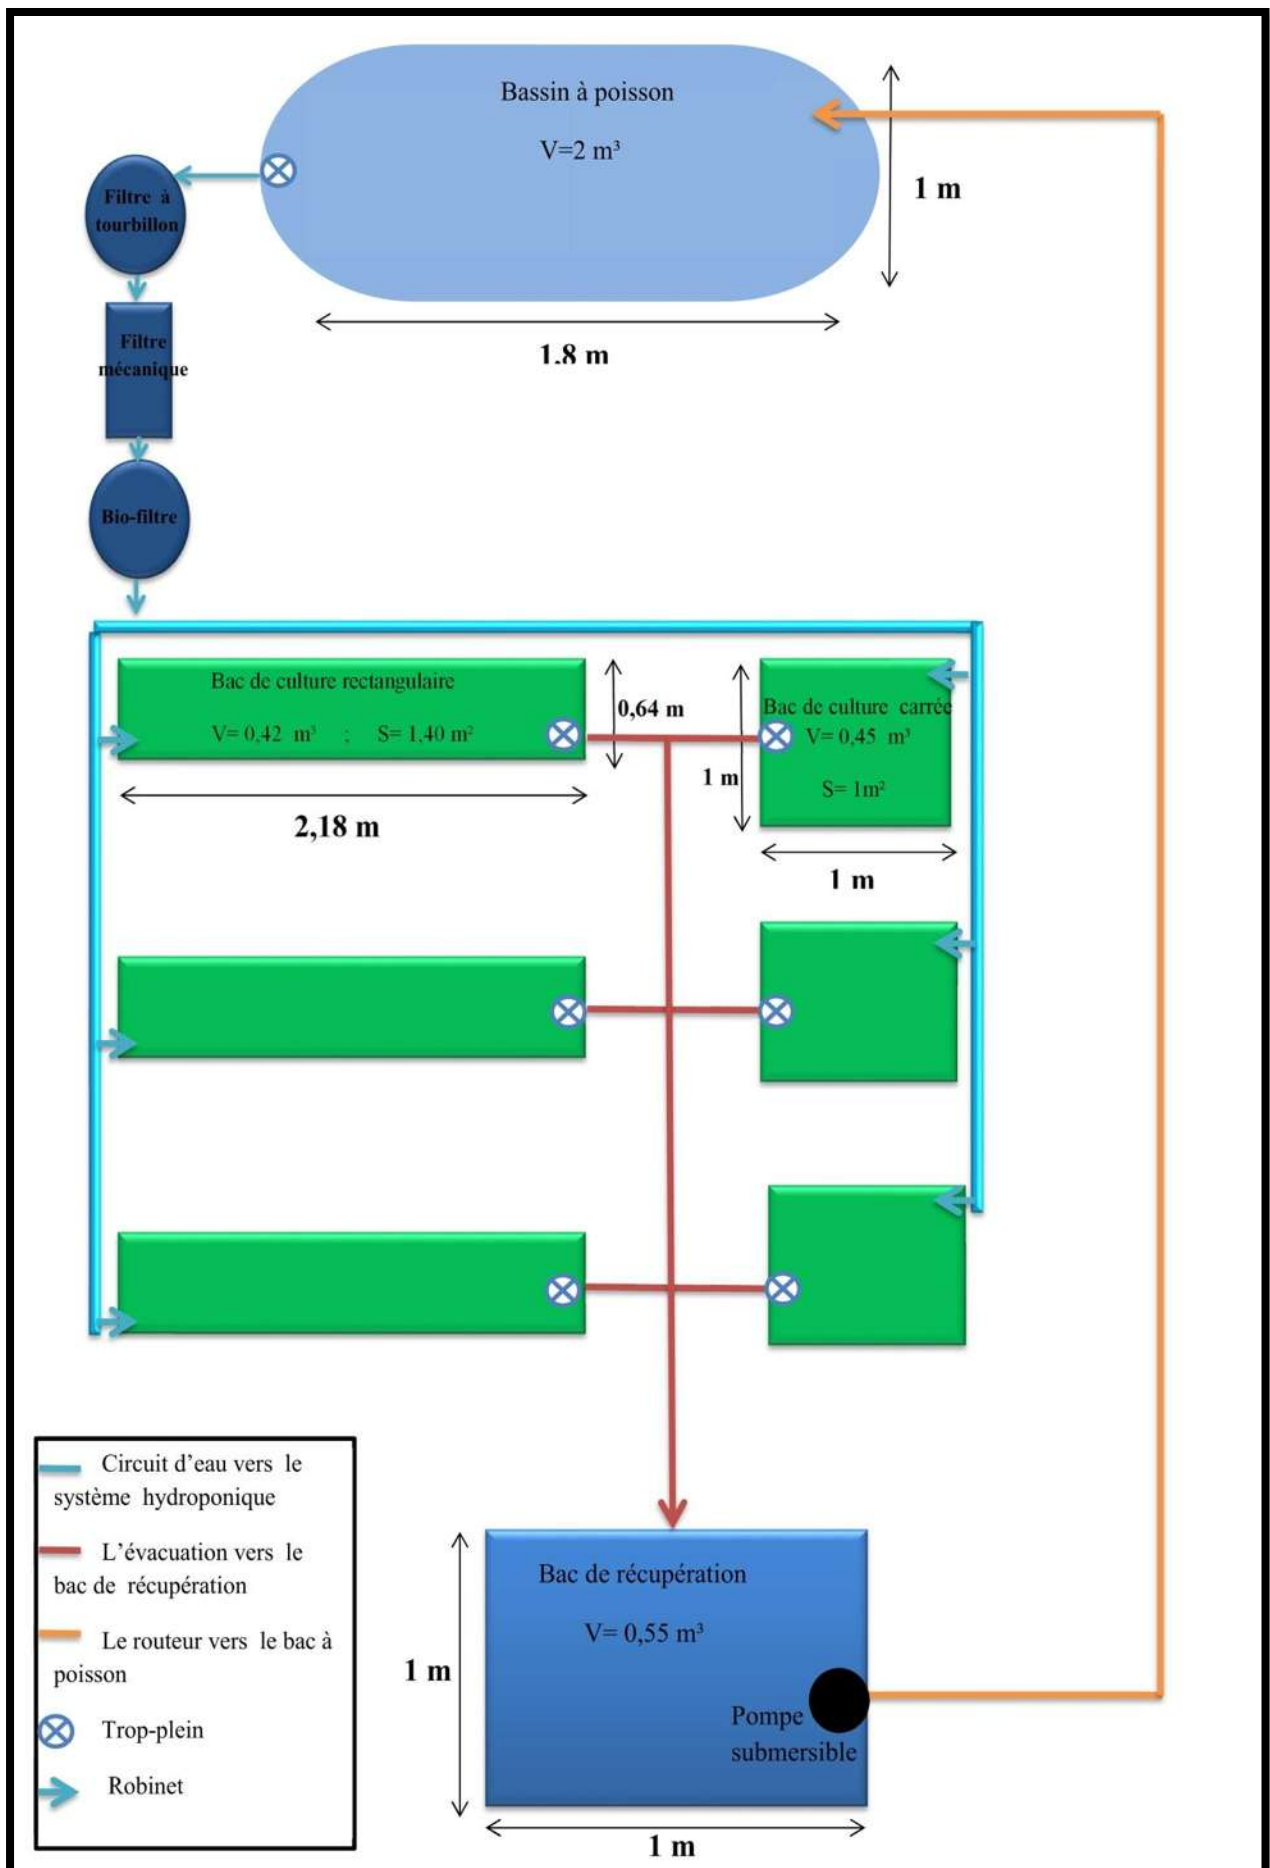 Bassin à poisson
V=2 m³
1 m
1.8 m
Filtre à
tourbillon
Filtre
mécanique
Bio-filtre
Bac de culture rectangulaire
V= 0,42 m³ ; S= 1,40 m²
0,64 m
2,18 m
Bac de culture carrée
V= 0,45 m³
S= 1m²
1 m
1 m
Circuit d’eau vers le
système hydroponique
L’évacuation vers le
bac de récupération
Le routeur vers le bac à
poisson
Trop-plein
Robinet
Bac de récupération
V= 0,55 m³
1 m
Pompe
submersible
1 m